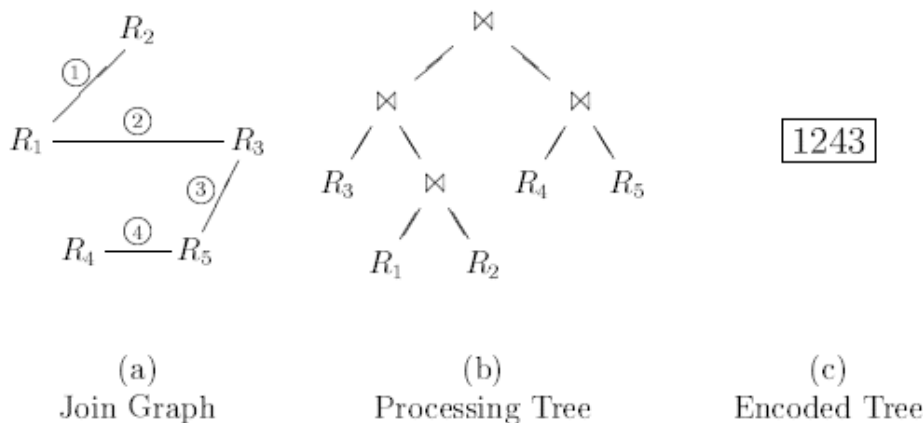 R2
①
②
R1
R3
③
④
R4
R5
⋈
⋈
⋈
R3
⋈
R4
R5
R1
R2
1243
(a)
(b)
(c)
Join Graph
Processing Tree
Encoded Tree